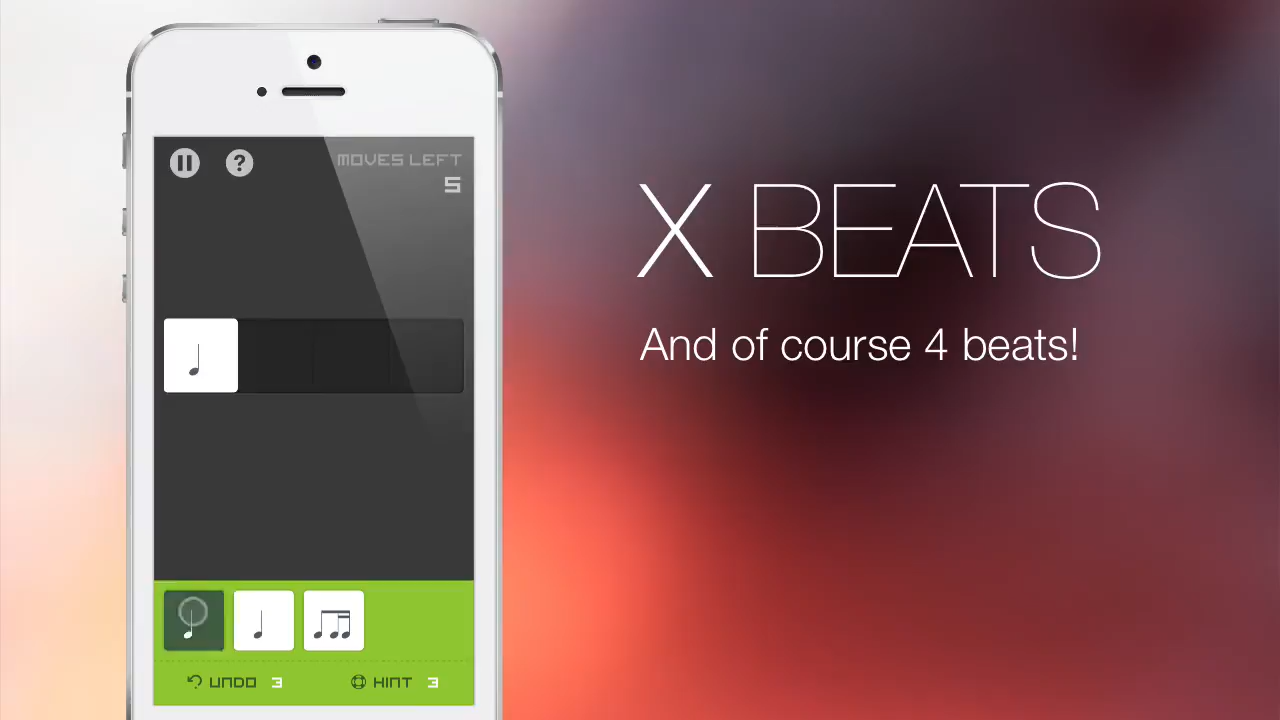 MOVES LEFT
5
X BEATS
And of course 4 beats!
?
UNDO 3
HINT 3